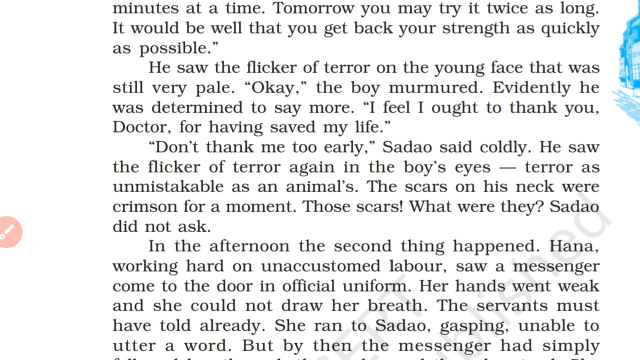 minutes at a time. Tomorrow you may try it twice as long.
It would be well that you get back your strength as quickly
as possible.”
He saw the flicker of terror on the young face that was
still very pale. “Okay,” the boy murmured. Evidently he
was determined to say more. “I feel I ought to thank you,
Doctor, for having saved my life.”
“Don’t thank me too early,” Sadao said coldly. He saw
the flicker of terror again in the boy’s eyes — terror as
unmistakable as an animal’s. The scars on his neck were
crimson for a moment. Those scars! What were they? Sadao
did not ask.
In the afternoon the second thing happened. Hana,
working hard on unaccustomed labour, saw a messenger
come to the door in official uniform. Her hands went weak
and she could not draw her breath. The servants must
have told already. She ran to Sadao, gasping, unable to
utter a word. But by then the messenger had simply